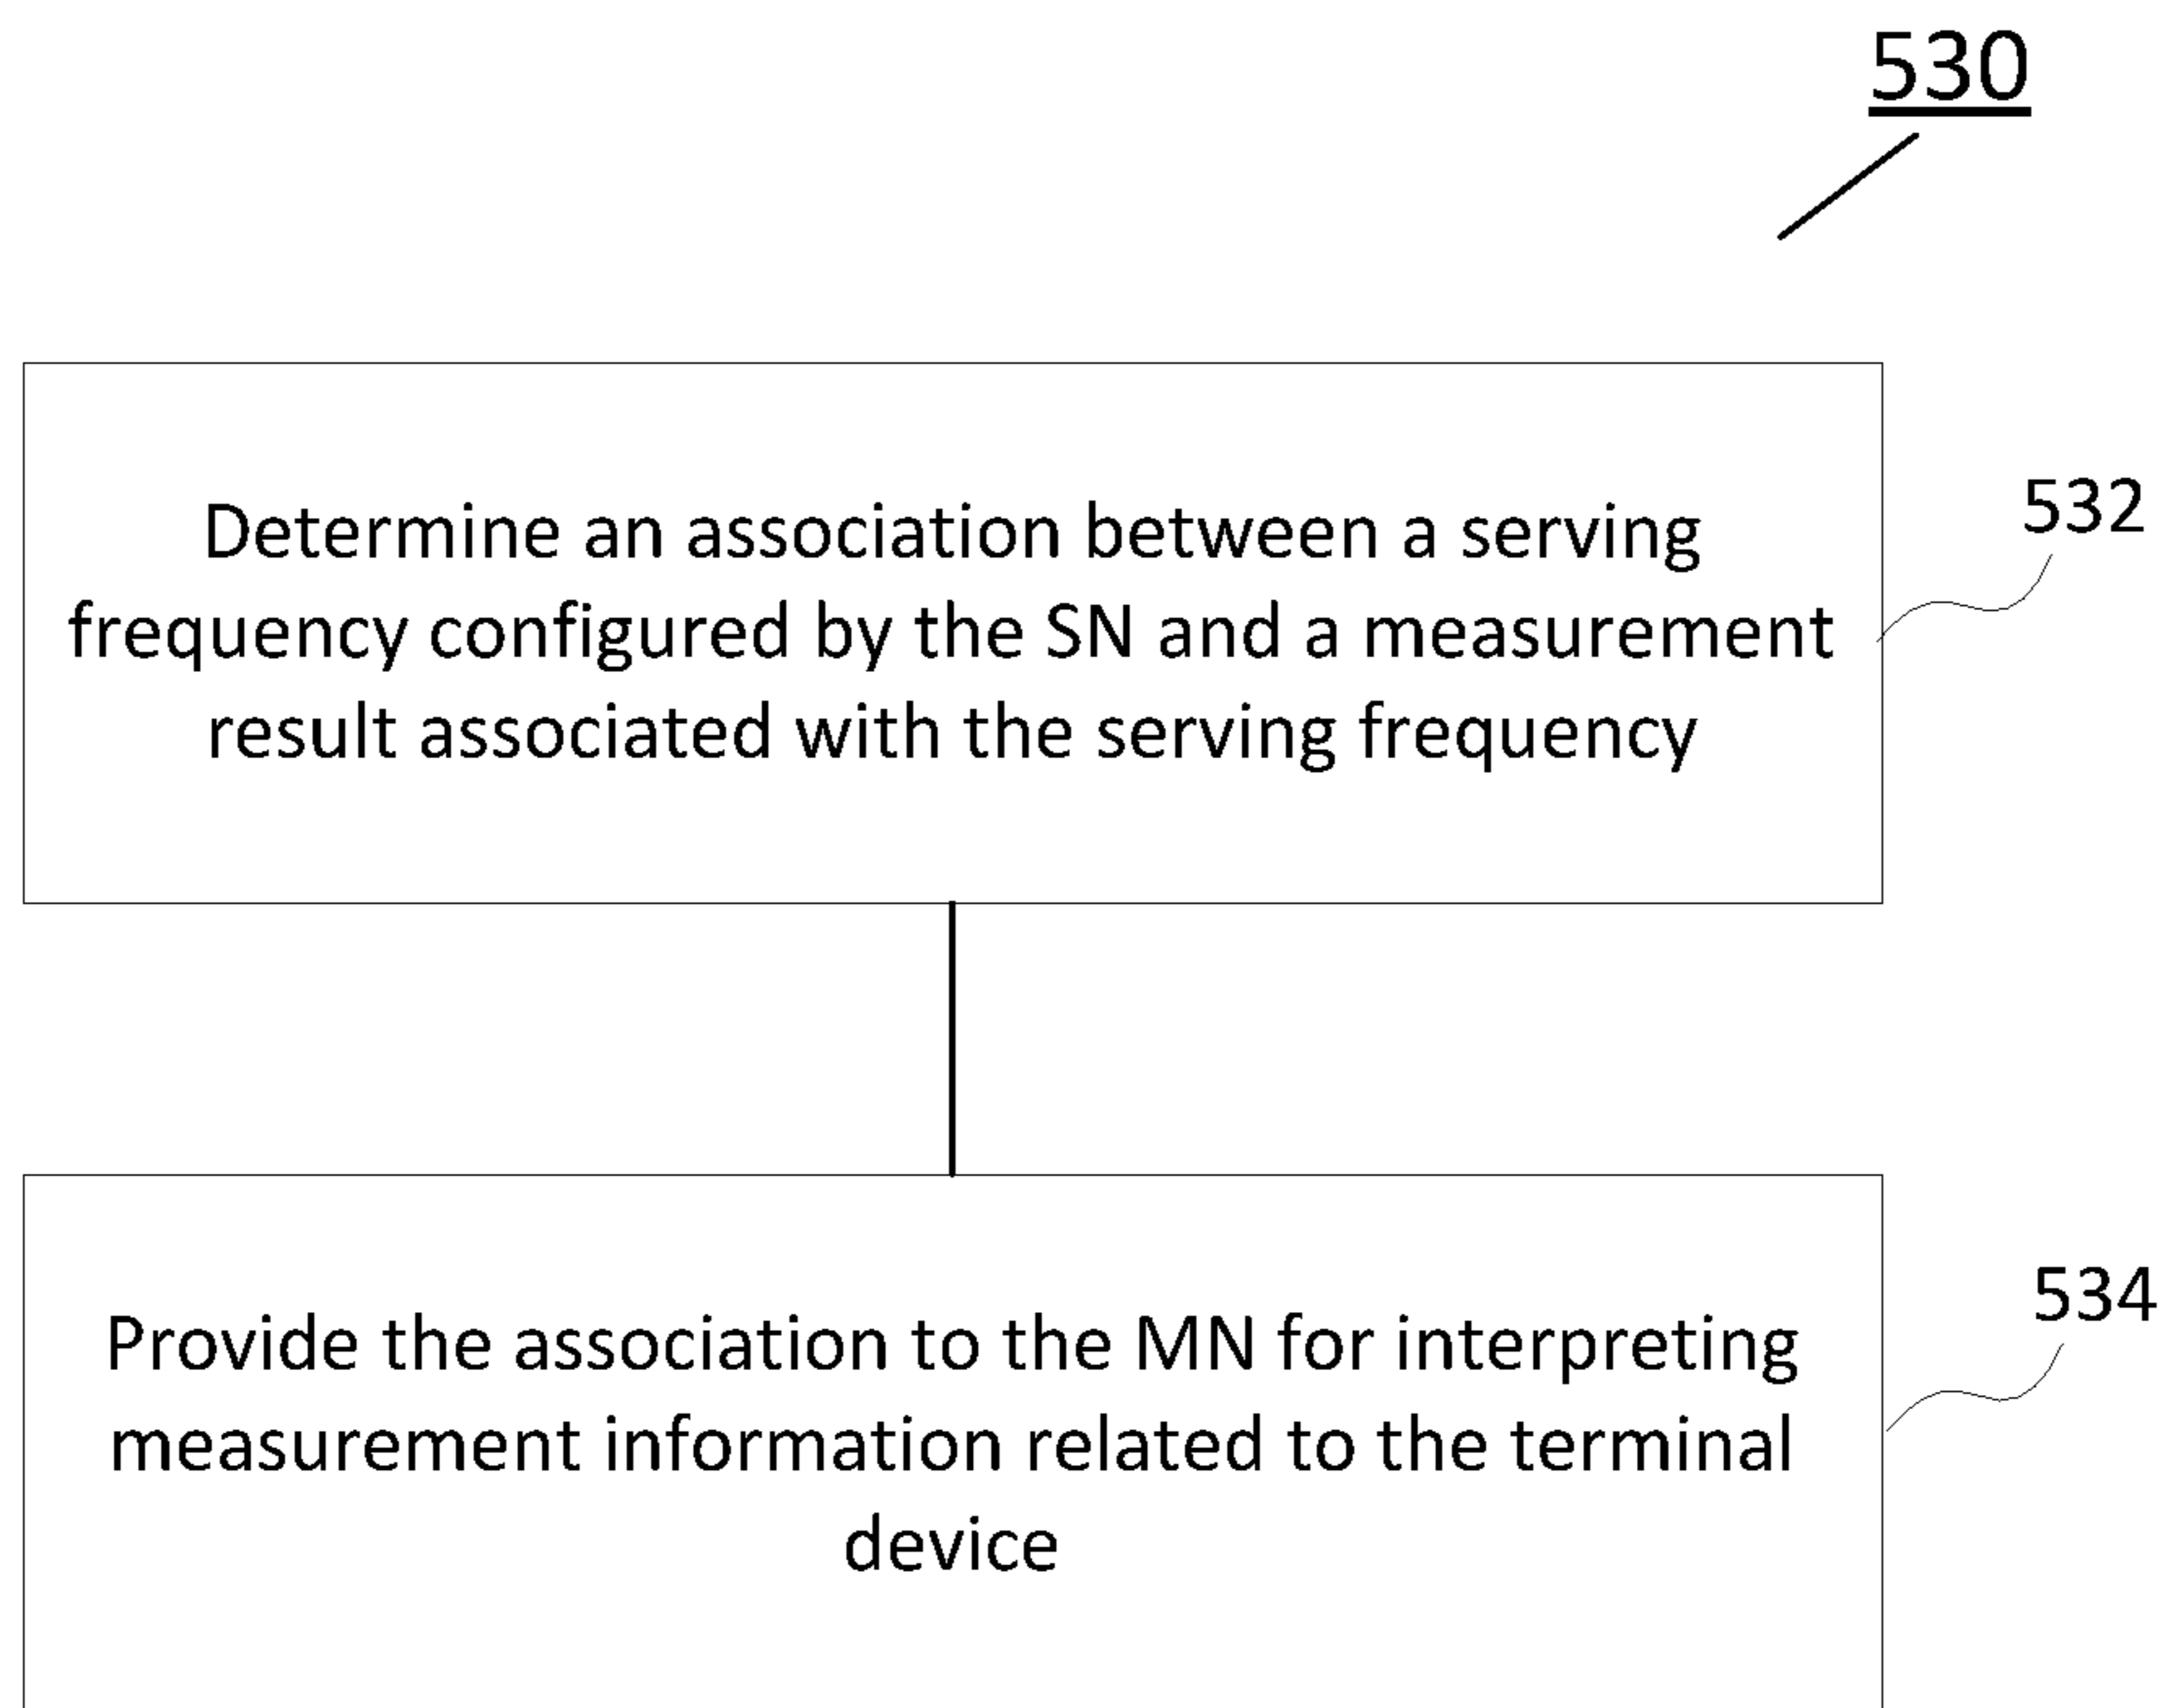 530
Determine an association between a serving
frequency configured by the SN and a measurement
result associated with the serving frequency
532
Provide the association to the MN for interpreting
measurement information related to the terminal
device
534